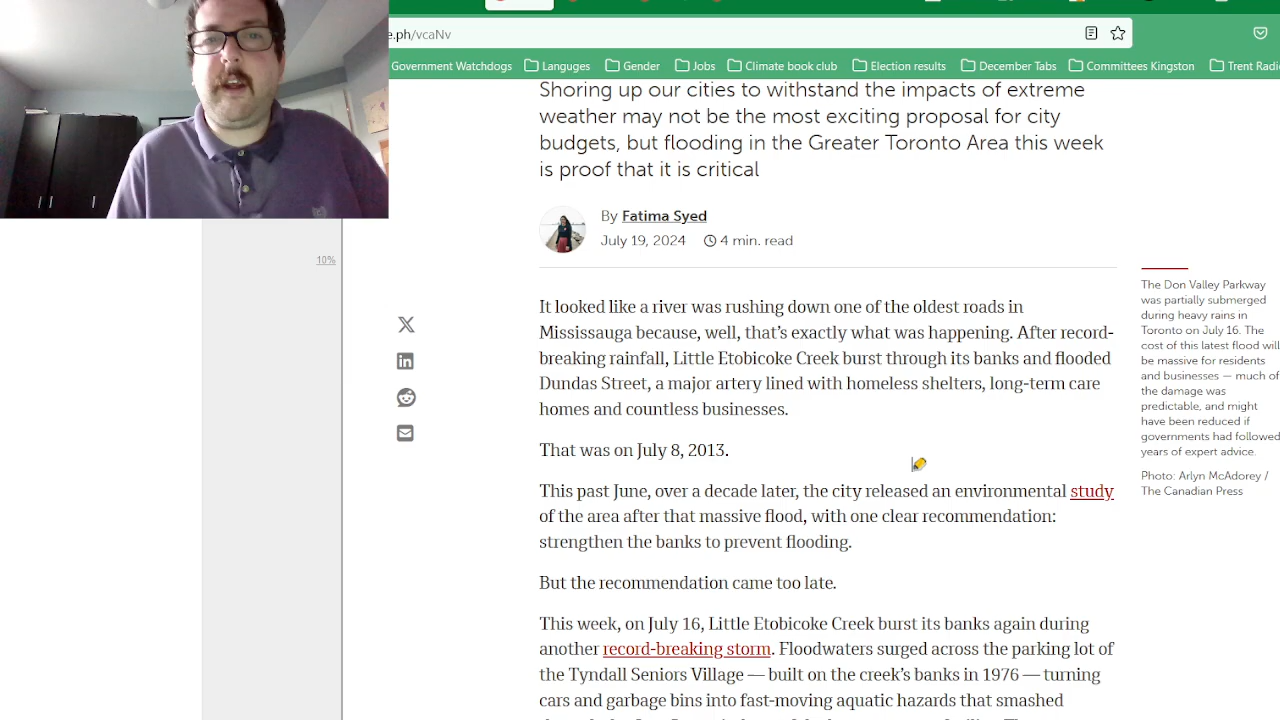 e.ph/vcaNv
Government Watchdogs Languges Gender Jobs Climate book club Election results December Tabs Committees Kingston Trent Radi
Shoring up our cities to withstand the impacts of extreme
weather may not be the most exciting proposal for city
budgets, but flooding in the Greater Toronto Area this week
is proof that it is critical
By Fatima Syed
July 19, 2024 4 min. read
10%
It looked like a river was rushing down one of the oldest roads in
Mississauga because, well, that's exactly what was happening. After record-
breaking rainfall, Little Etobicoke Creek burst through its banks and flooded
Dundas Street, a major artery lined with homeless shelters, long-term care
homes and countless businesses.
That was on July 8, 2013.
This past June, over a decade later, the city released an environmental study
of the area after that massive flood, with one clear recommendation:
strengthen the banks to prevent flooding.
But the recommendation came too late.
This week, on July 16, Little Etobicoke Creek burst its banks again during
another record-breaking storm. Floodwaters surged across the parking lot of
the Tyndall Seniors Village — built on the creek's banks in 1976 — turning
cars and garbage bins into fast-moving aquatic hazards that smashed
The Don Valley Parkway
was partially submerged
during heavy rains in
Toronto on July 16. The
cost of this latest flood will
be massive for residents
and businesses — much of
the damage was
predictable, and might
have been reduced if
governments had followed
years of expert advice.
Photo: Arlyn McAdorey /
The Canadian Press